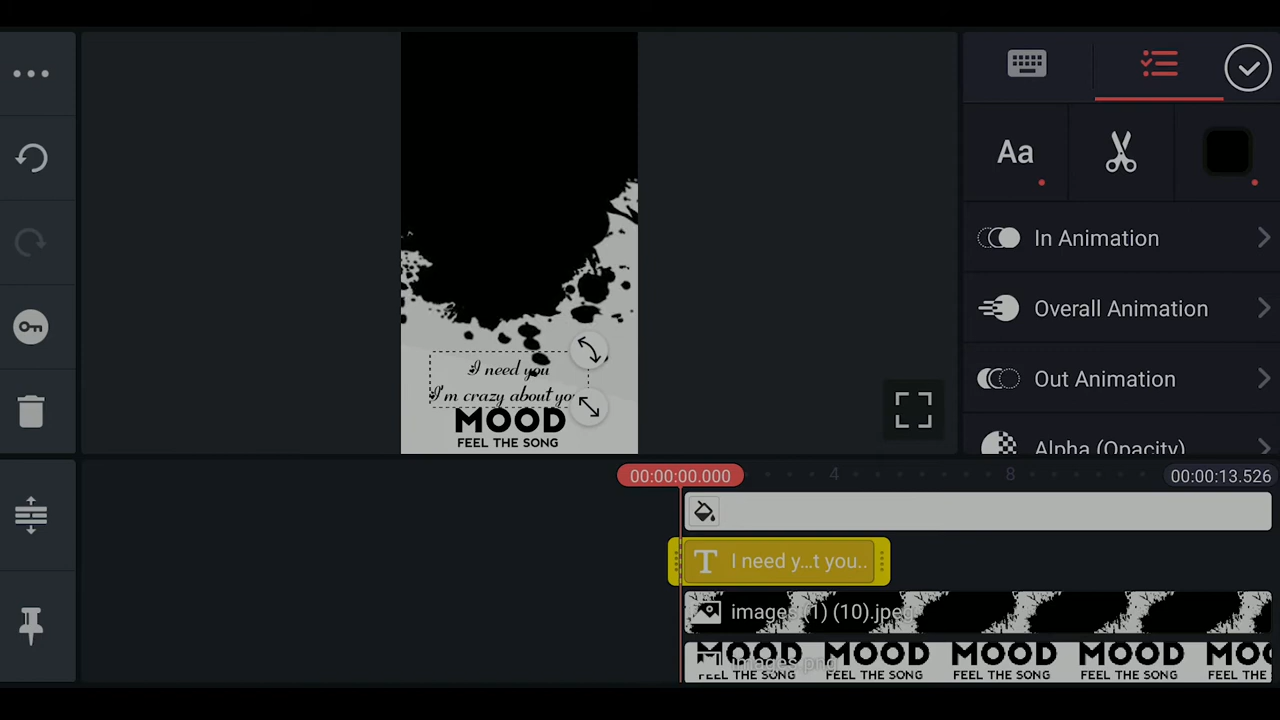 Aa
In Animation
Overall Animation
Out Animation
Alpha (Opacity)
I need you
I'm crazy about yo
MOOD
FEEL THE SONG
00:00:00.000
4
8
00:00:13.526
T I need y...t you..
images (1) (10).jpeg
images.png
MOOD MOOD MOOD MOOD MOO
FEEL THE SONG FEEL THE SONG FEEL THE SONG FEEL THE SONG FEEL THE